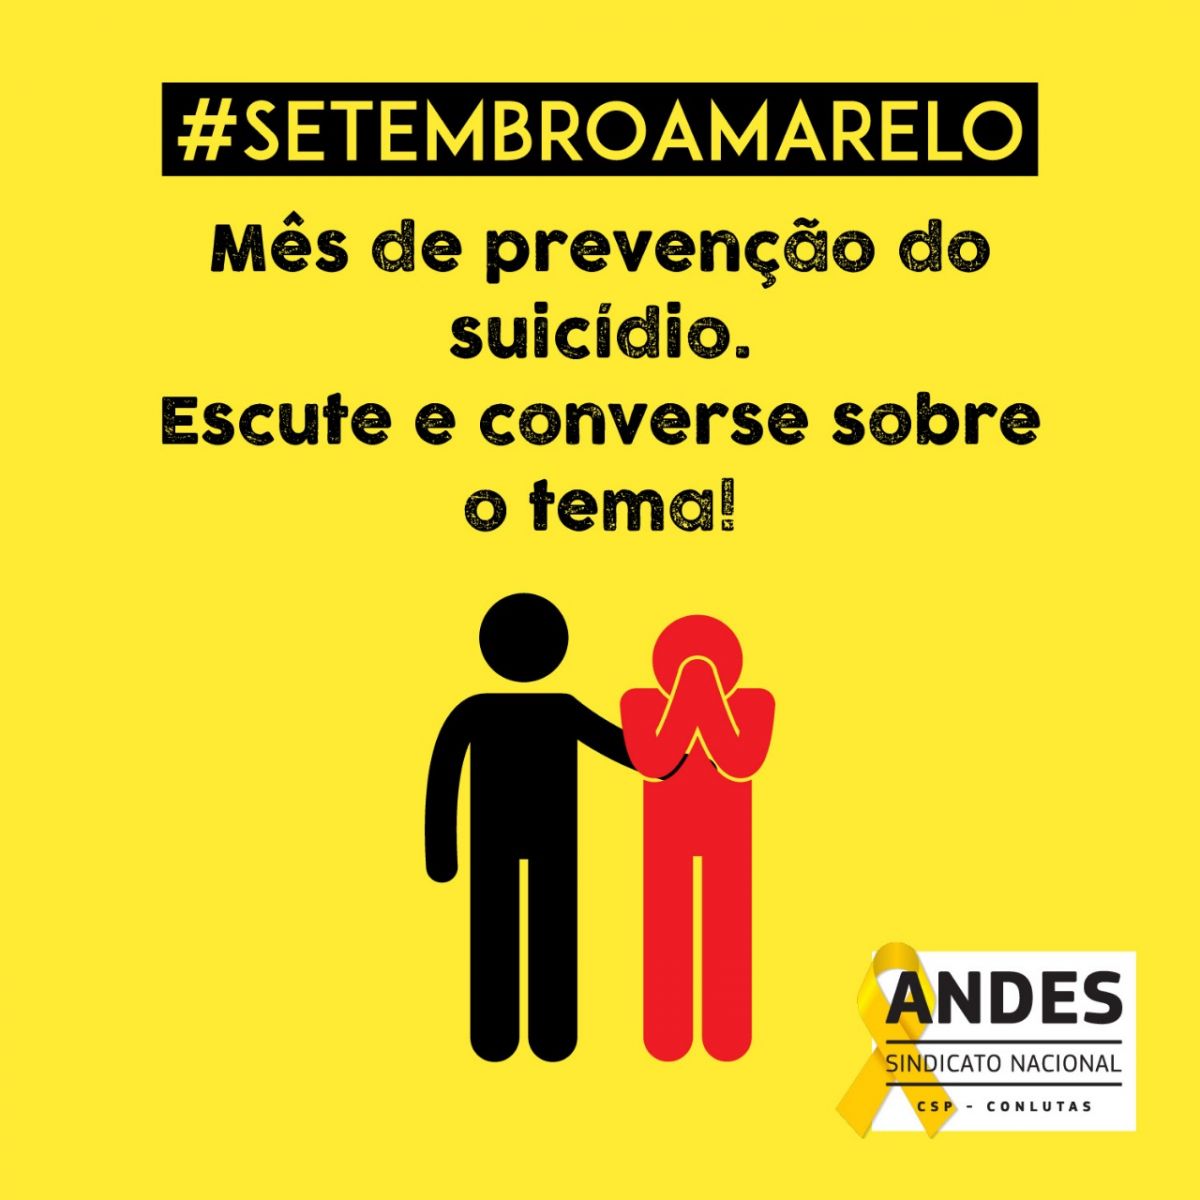 #SETEMBROAMARELO
Mês de prevenção do
suicídio.
Escute e converse sobre
o tema!
ANDES
SINDICATO NACIONAL
CSP - CONLUTAS